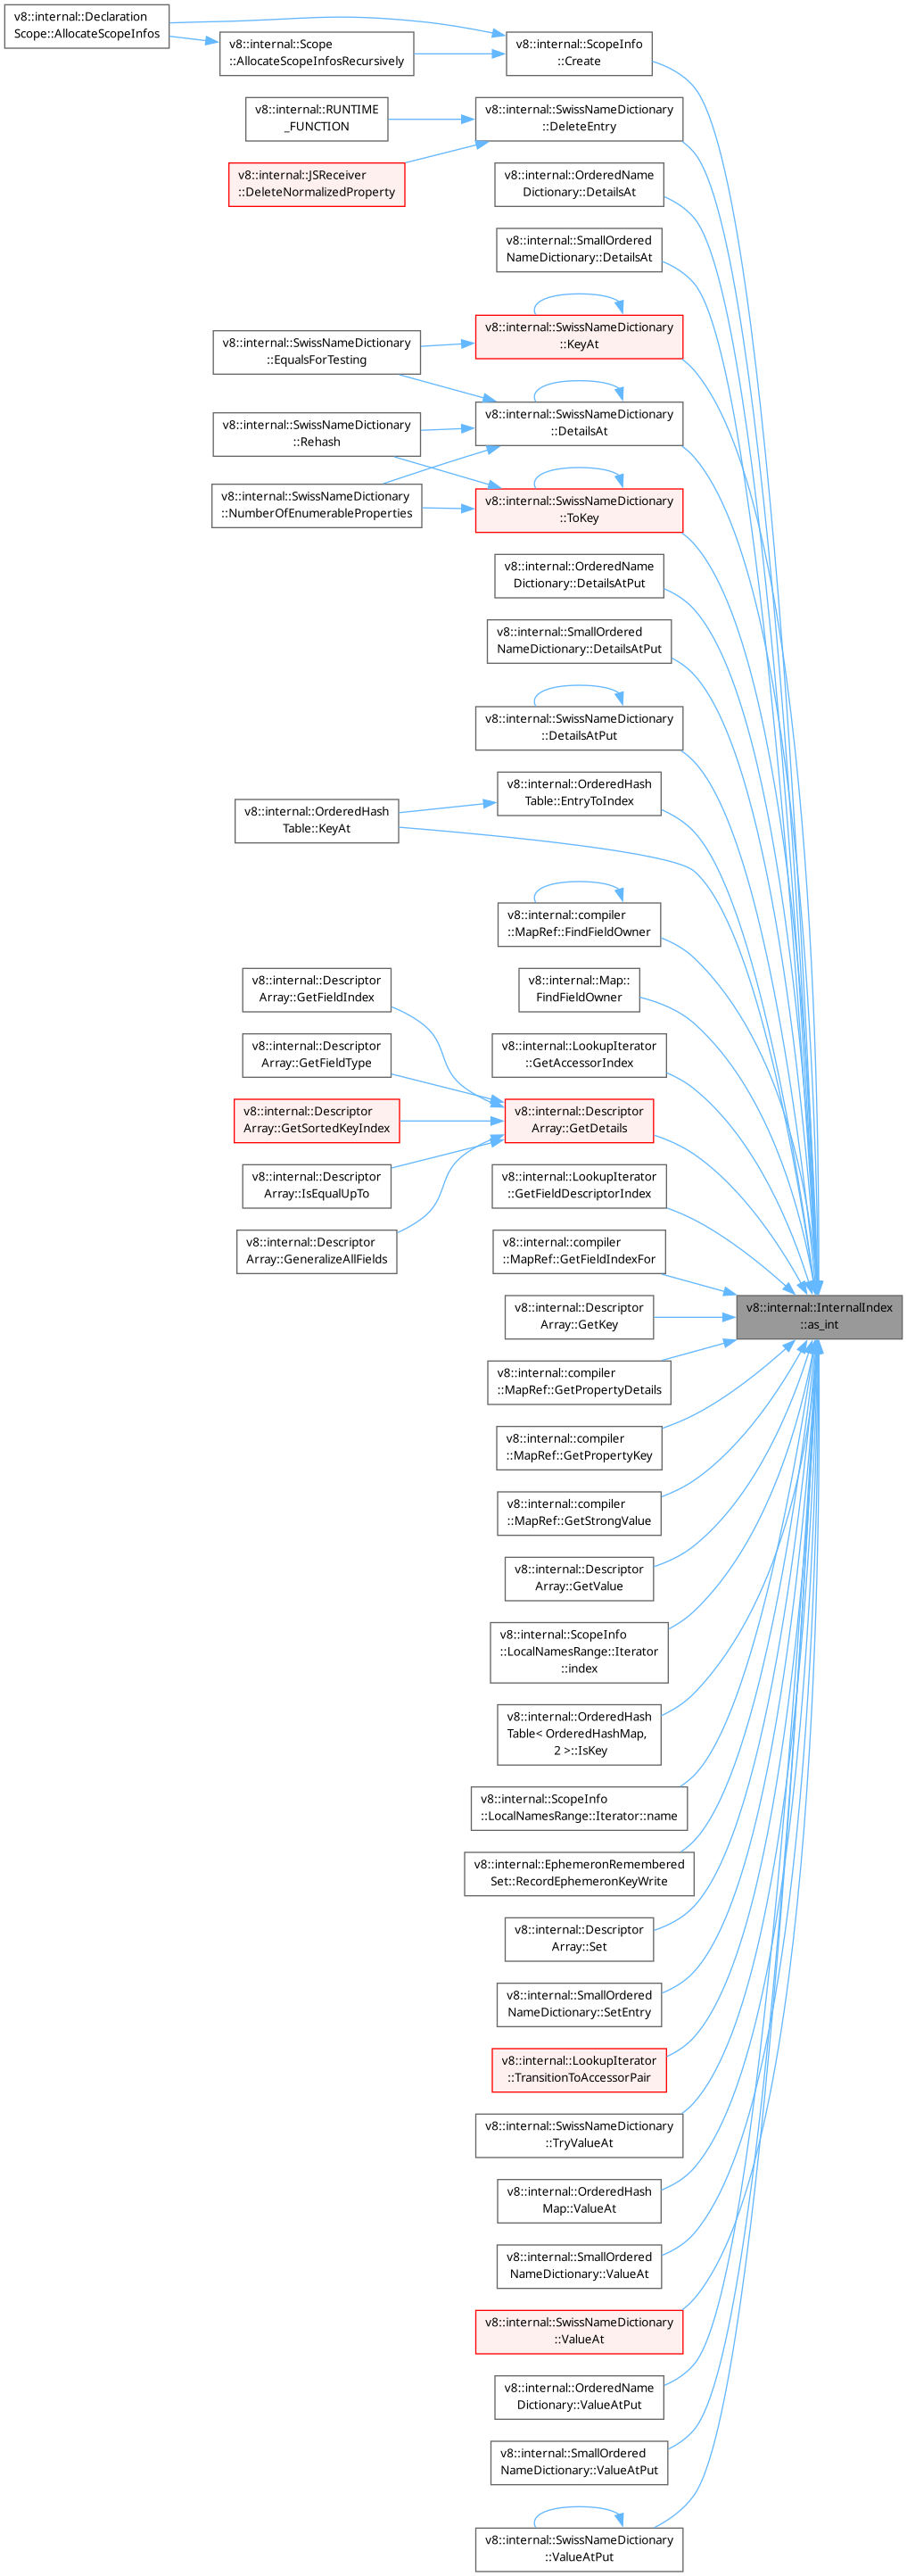 v8::internal::Declaration
Scope::AllocateScopeInfos
v8::internal::Scope
::AllocateScopeInfosRecursively
v8::internal::ScopeInfo
::Create
v8::internal::RUNTIME
_FUNCTION
v8::internal::SwissNameDictionary
::DeleteEntry
v8::internal::JSReceiver
::DeleteNormalizedProperty
v8::internal::OrderedName
Dictionary::DetailsAt
v8::internal::SmallOrdered
NameDictionary::DetailsAt
v8::internal::SwissNameDictionary
::KeyAt
v8::internal::SwissNameDictionary
::EqualsForTesting
v8::internal::SwissNameDictionary
::DetailsAt
v8::internal::SwissNameDictionary
::Rehash
v8::internal::SwissNameDictionary
::NumberOfEnumerableProperties
v8::internal::SwissNameDictionary
::ToKey
v8::internal::OrderedName
Dictionary::DetailsAtPut
v8::internal::SmallOrdered
NameDictionary::DetailsAtPut
v8::internal::SwissNameDictionary
::DetailsAtPut
v8::internal::OrderedHash
Table::EntryToIndex
v8::internal::OrderedHash
Table::KeyAt
v8::internal::compiler
::MapRef::FindFieldOwner
v8::internal::Map::
FindFieldOwner
v8::internal::Descriptor
Array::GetFieldIndex
v8::internal::LookupIterator
::GetAccessorIndex
v8::internal::Descriptor
Array::GetFieldType
v8::internal::Descriptor
Array::GetSortedKeyIndex
v8::internal::Descriptor
Array::GetDetails
v8::internal::Descriptor
Array::IsEqualUpTo
v8::internal::LookupIterator
::GetFieldDescriptorIndex
v8::internal::Descriptor
Array::GeneralizeAllFields
v8::internal::compiler
::MapRef::GetFieldIndexFor
v8::internal::InternalIndex
::as_int
v8::internal::Descriptor
Array::GetKey
v8::internal::compiler
::MapRef::GetPropertyDetails
v8::internal::compiler
::MapRef::GetPropertyKey
v8::internal::compiler
::MapRef::GetStrongValue
v8::internal::Descriptor
Array::GetValue
v8::internal::ScopeInfo
::LocalNamesRange::Iterator
::index
v8::internal::OrderedHash
Table< OrderedHashMap,
2 >::IsKey
v8::internal::ScopeInfo
::LocalNamesRange::Iterator::name
v8::internal::EphemeronRemembered
Set::RecordEphemeronKeyWrite
v8::internal::Descriptor
Array::Set
v8::internal::SmallOrdered
NameDictionary::SetEntry
v8::internal::LookupIterator
::TransitionToAccessorPair
v8::internal::SwissNameDictionary
::TryValueAt
v8::internal::OrderedHash
Map::ValueAt
v8::internal::SmallOrdered
NameDictionary::ValueAt
v8::internal::SwissNameDictionary
::ValueAt
v8::internal::OrderedName
Dictionary::ValueAtPut
v8::internal::SmallOrdered
NameDictionary::ValueAtPut
v8::internal::SwissNameDictionary
::ValueAtPut